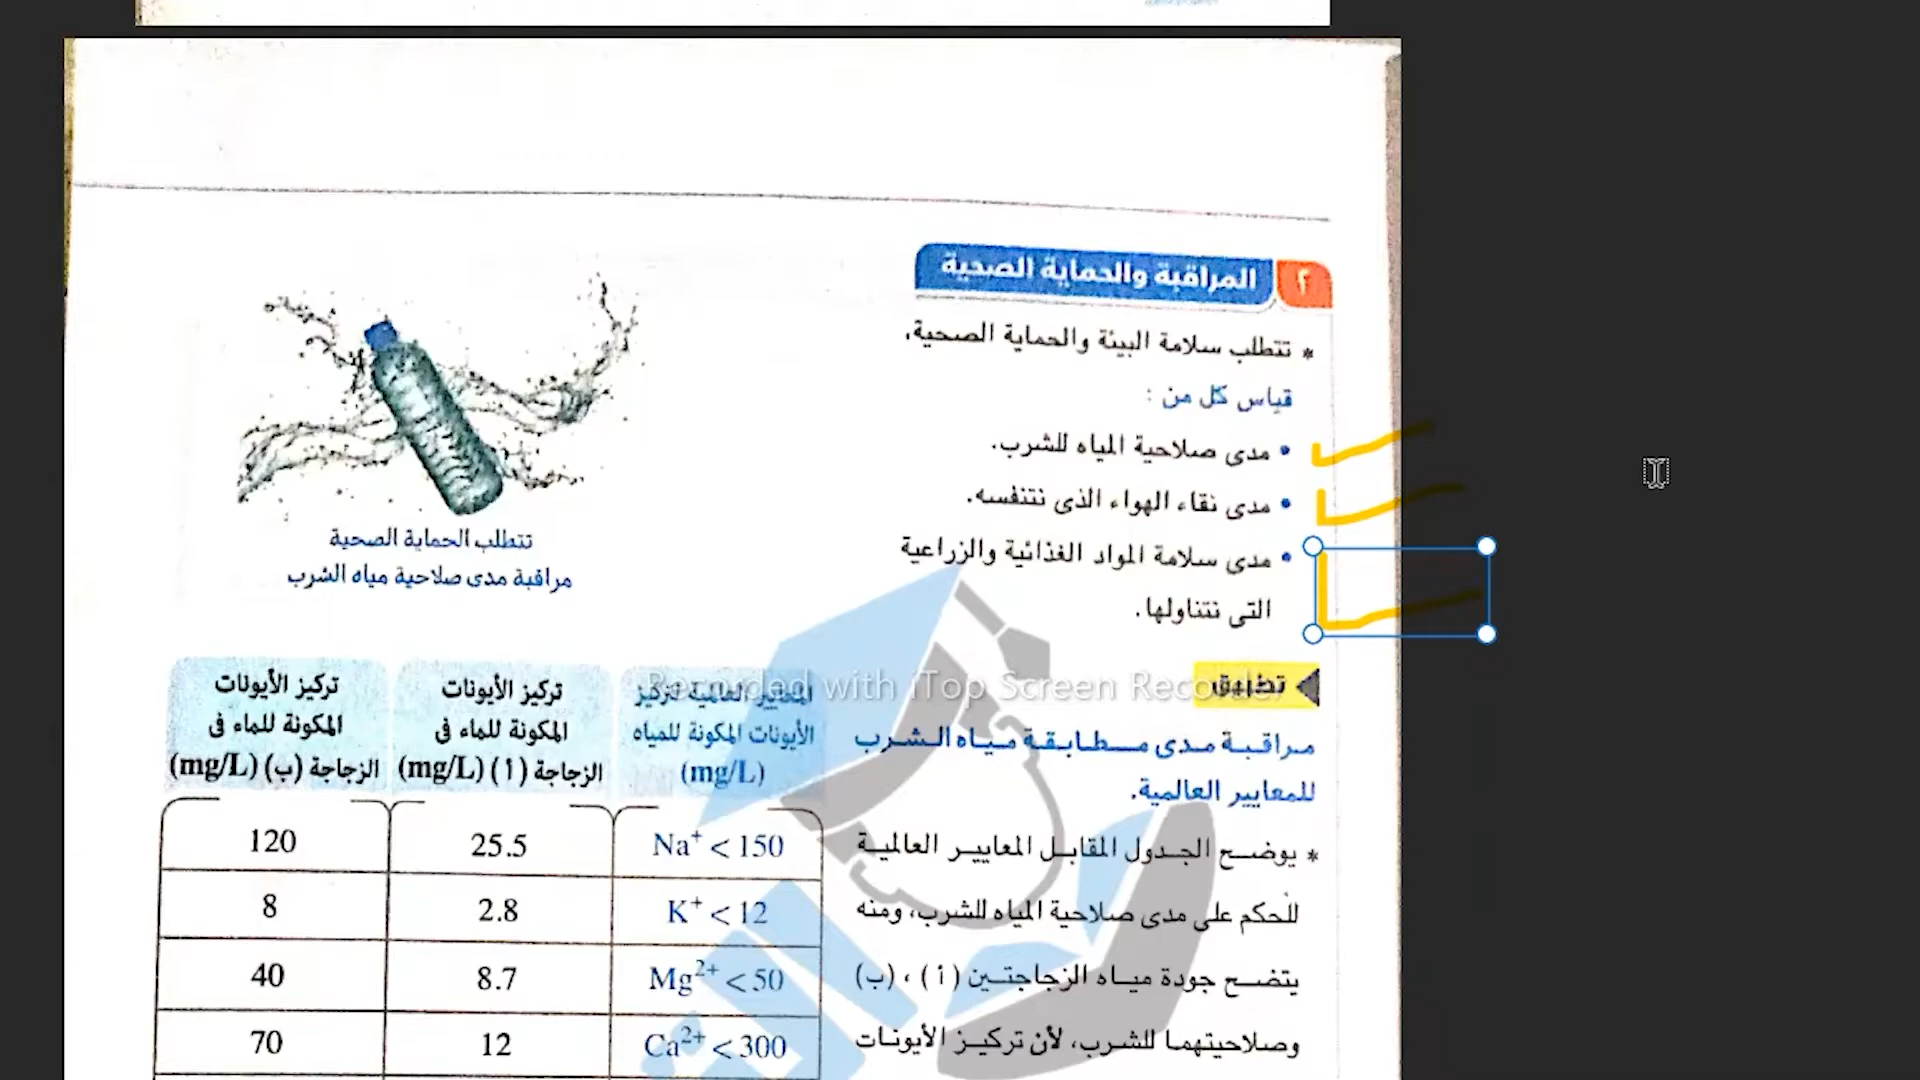 ٢ المراقبة والحماية الصحية
* تتطلب سلامة البيئة والحماية الصحية،
قياس كل من :
• مدى صلاحية المياه للشرب.
• مدى نقاء الهواء الذى نتنفسه.
• مدى سلامة المواد الغذائية والزراعية
التى نتناولها.
تتطلب الحماية الصحية
مراقبة مدى صلاحية مياه الشرب
Recorded with iTop Screen Recorder
تطبيق
مراقبة مدى مطابقة مياه الشرب
للمعايير العالمية.
* يوضح الجدول المقابل المعايير العالمية
للحكم على مدى صلاحية المياه للشرب، ومنه
يتضح جودة مياه الزجاجتين (أ) ، (ب)
وصلاحيتهما للشرب، لأن تركيز الأيونات
المعايير العالمية لتركيز الأيونات المكونة للمياه (mg/L)
تركيز الأيونات المكونة للماء فى الزجاجة (أ) (mg/L)
تركيز الأيونات المكونة للماء فى الزجاجة (ب) (mg/L)
Na⁺ < 150 25.5 120
K⁺ < 12 2.8 8
Mg²⁺ < 50 8.7 40
Ca²⁺ < 300 12 70